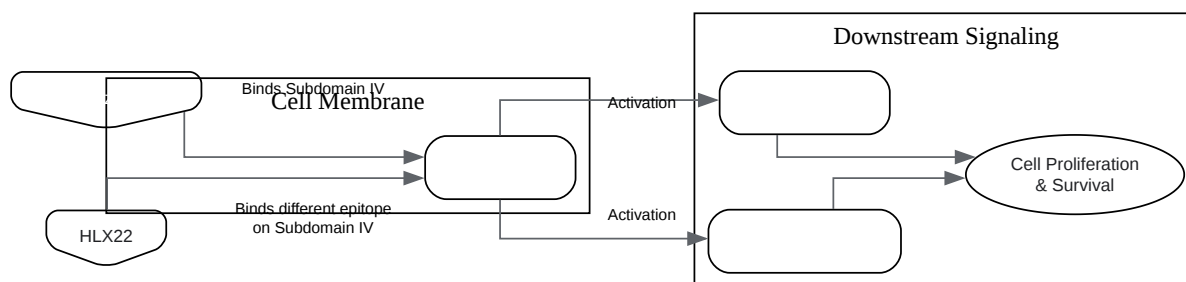 Downstream Signaling
Binds Subdomain IV
Cell Membrane
Activation
Cell Proliferation
& Survival
Binds different epitope
on Subdomain IV
Activation
HLX22